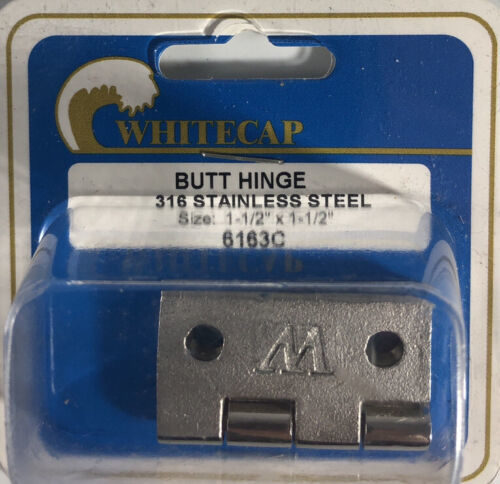 WHITECAP
BUTT HINGE
316 STAINLESS STEEL
Size: 1-1/2" x 1-1/2"
6163C
W